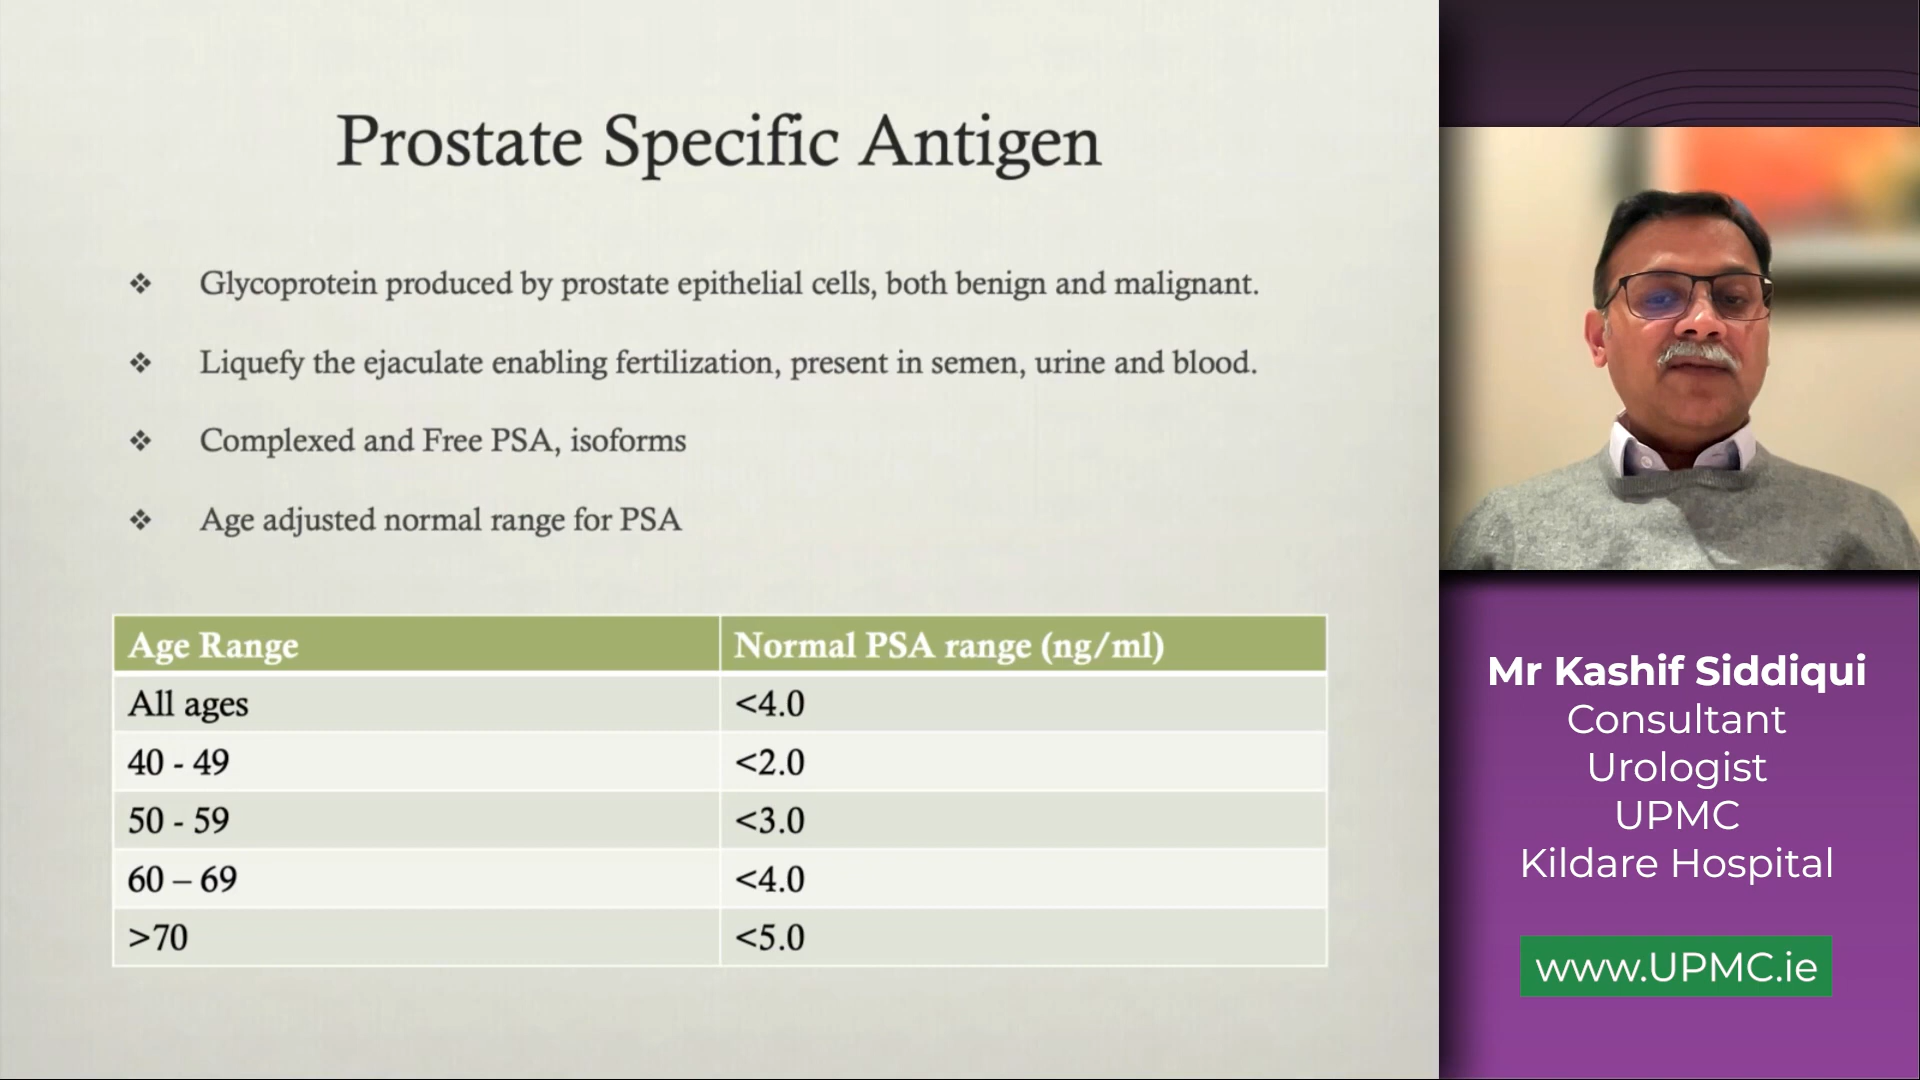 Prostate Specific Antigen
❖ Glycoprotein produced by prostate epithelial cells, both benign and malignant.
❖ Liquefy the ejaculate enabling fertilization, present in semen, urine and blood.
❖ Complexed and Free PSA, isoforms
❖ Age adjusted normal range for PSA
Age Range Normal PSA range (ng/ml)
All ages <4.0
40 - 49 <2.0
50 - 59 <3.0
60 – 69 <4.0
>70 <5.0
Mr Kashif Siddiqui
Consultant
Urologist
UPMC
Kildare Hospital
www.UPMC.ie